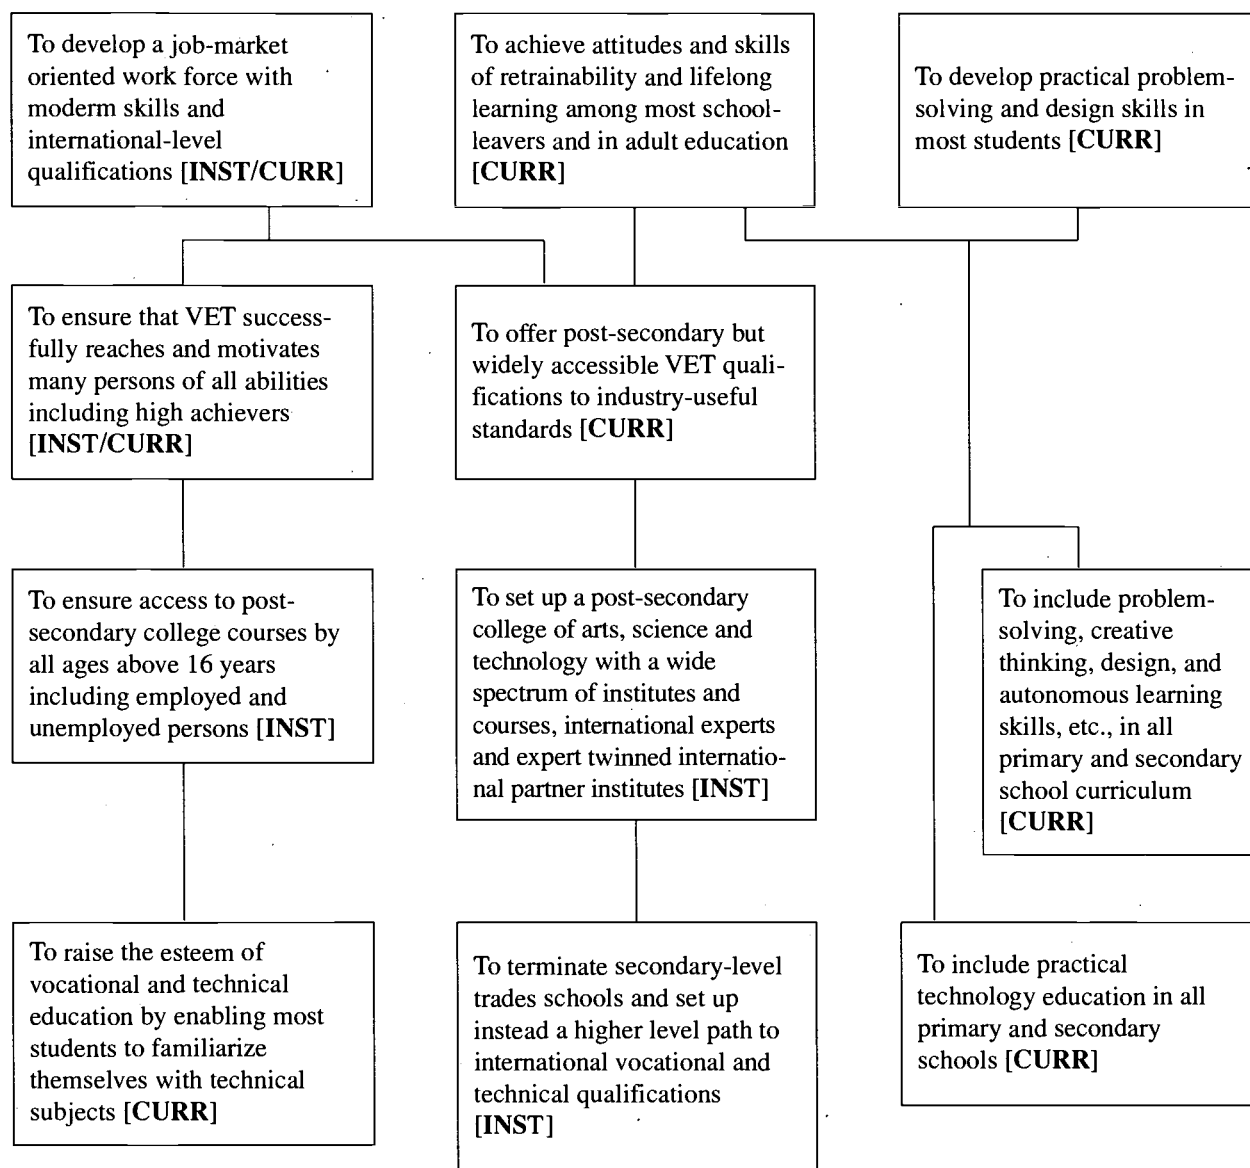 To develop a job-market
oriented work force with
moderm skills and
international-level
qualifications [INST/CURR]
To achieve attitudes and skills
of retrainability and lifelong
learning among most school-
leavers and in adult education
[CURR]
To develop practical problem-
solving and design skills in
most students [CURR]
To ensure that VET success-
fully reaches and motivates
many persons of all abilities
including high achievers
[INST/CURR]
To offer post-secondary but
widely accessible VET quali-
fications to industry-useful
standards [CURR]
To ensure access to post-
secondary college courses by
all ages above 16 years
including employed and
unemployed persons [INST]
To set up a post-secondary
college of arts, science and
technology with a wide
spectrum of institutes and
courses, international experts
and expert twinned internatio-
nal partner institutes [INST]
To include problem-
solving, creative
thinking, design, and
autonomous learning
skills, etc., in all
primary and secondary
school curriculum
[CURR]
To raise the esteem of
vocational and technical
education by enabling most
students to familiarize
themselves with technical
subjects [CURR]
To terminate secondary-level
trades schools and set up
instead a higher level path to
international vocational and
technical qualifications
[INST]
To include practical
technology education in all
primary and secondary
schools [CURR]